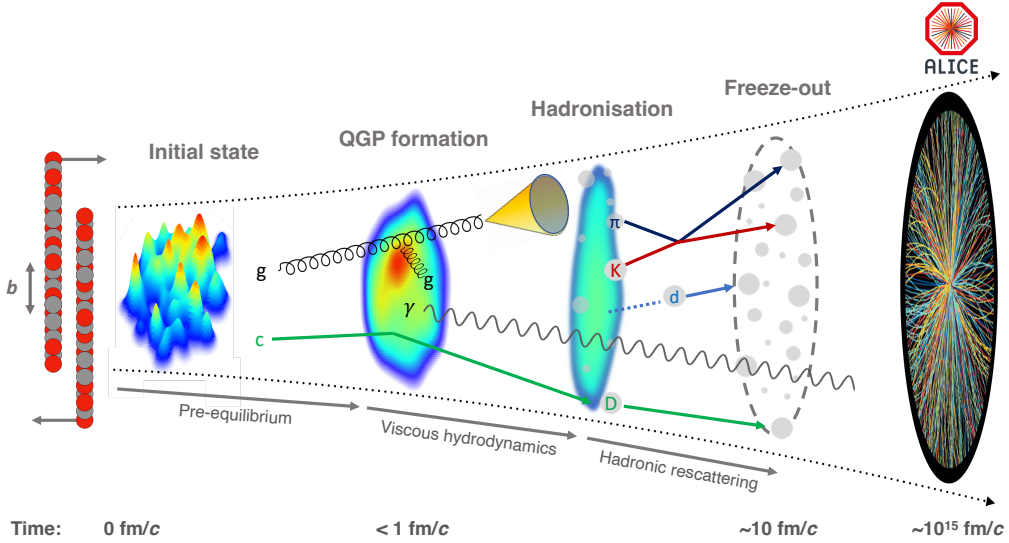 ALICE
Freeze-out
Hadronisation
QGP formation
Initial state
π
g
K
g
d
b
γ
c
D
Pre-equilibrium
Viscous hydrodynamics
Hadronic rescattering
Time: 0 fm/c < 1 fm/c ~10 fm/c ~10¹⁵ fm/c